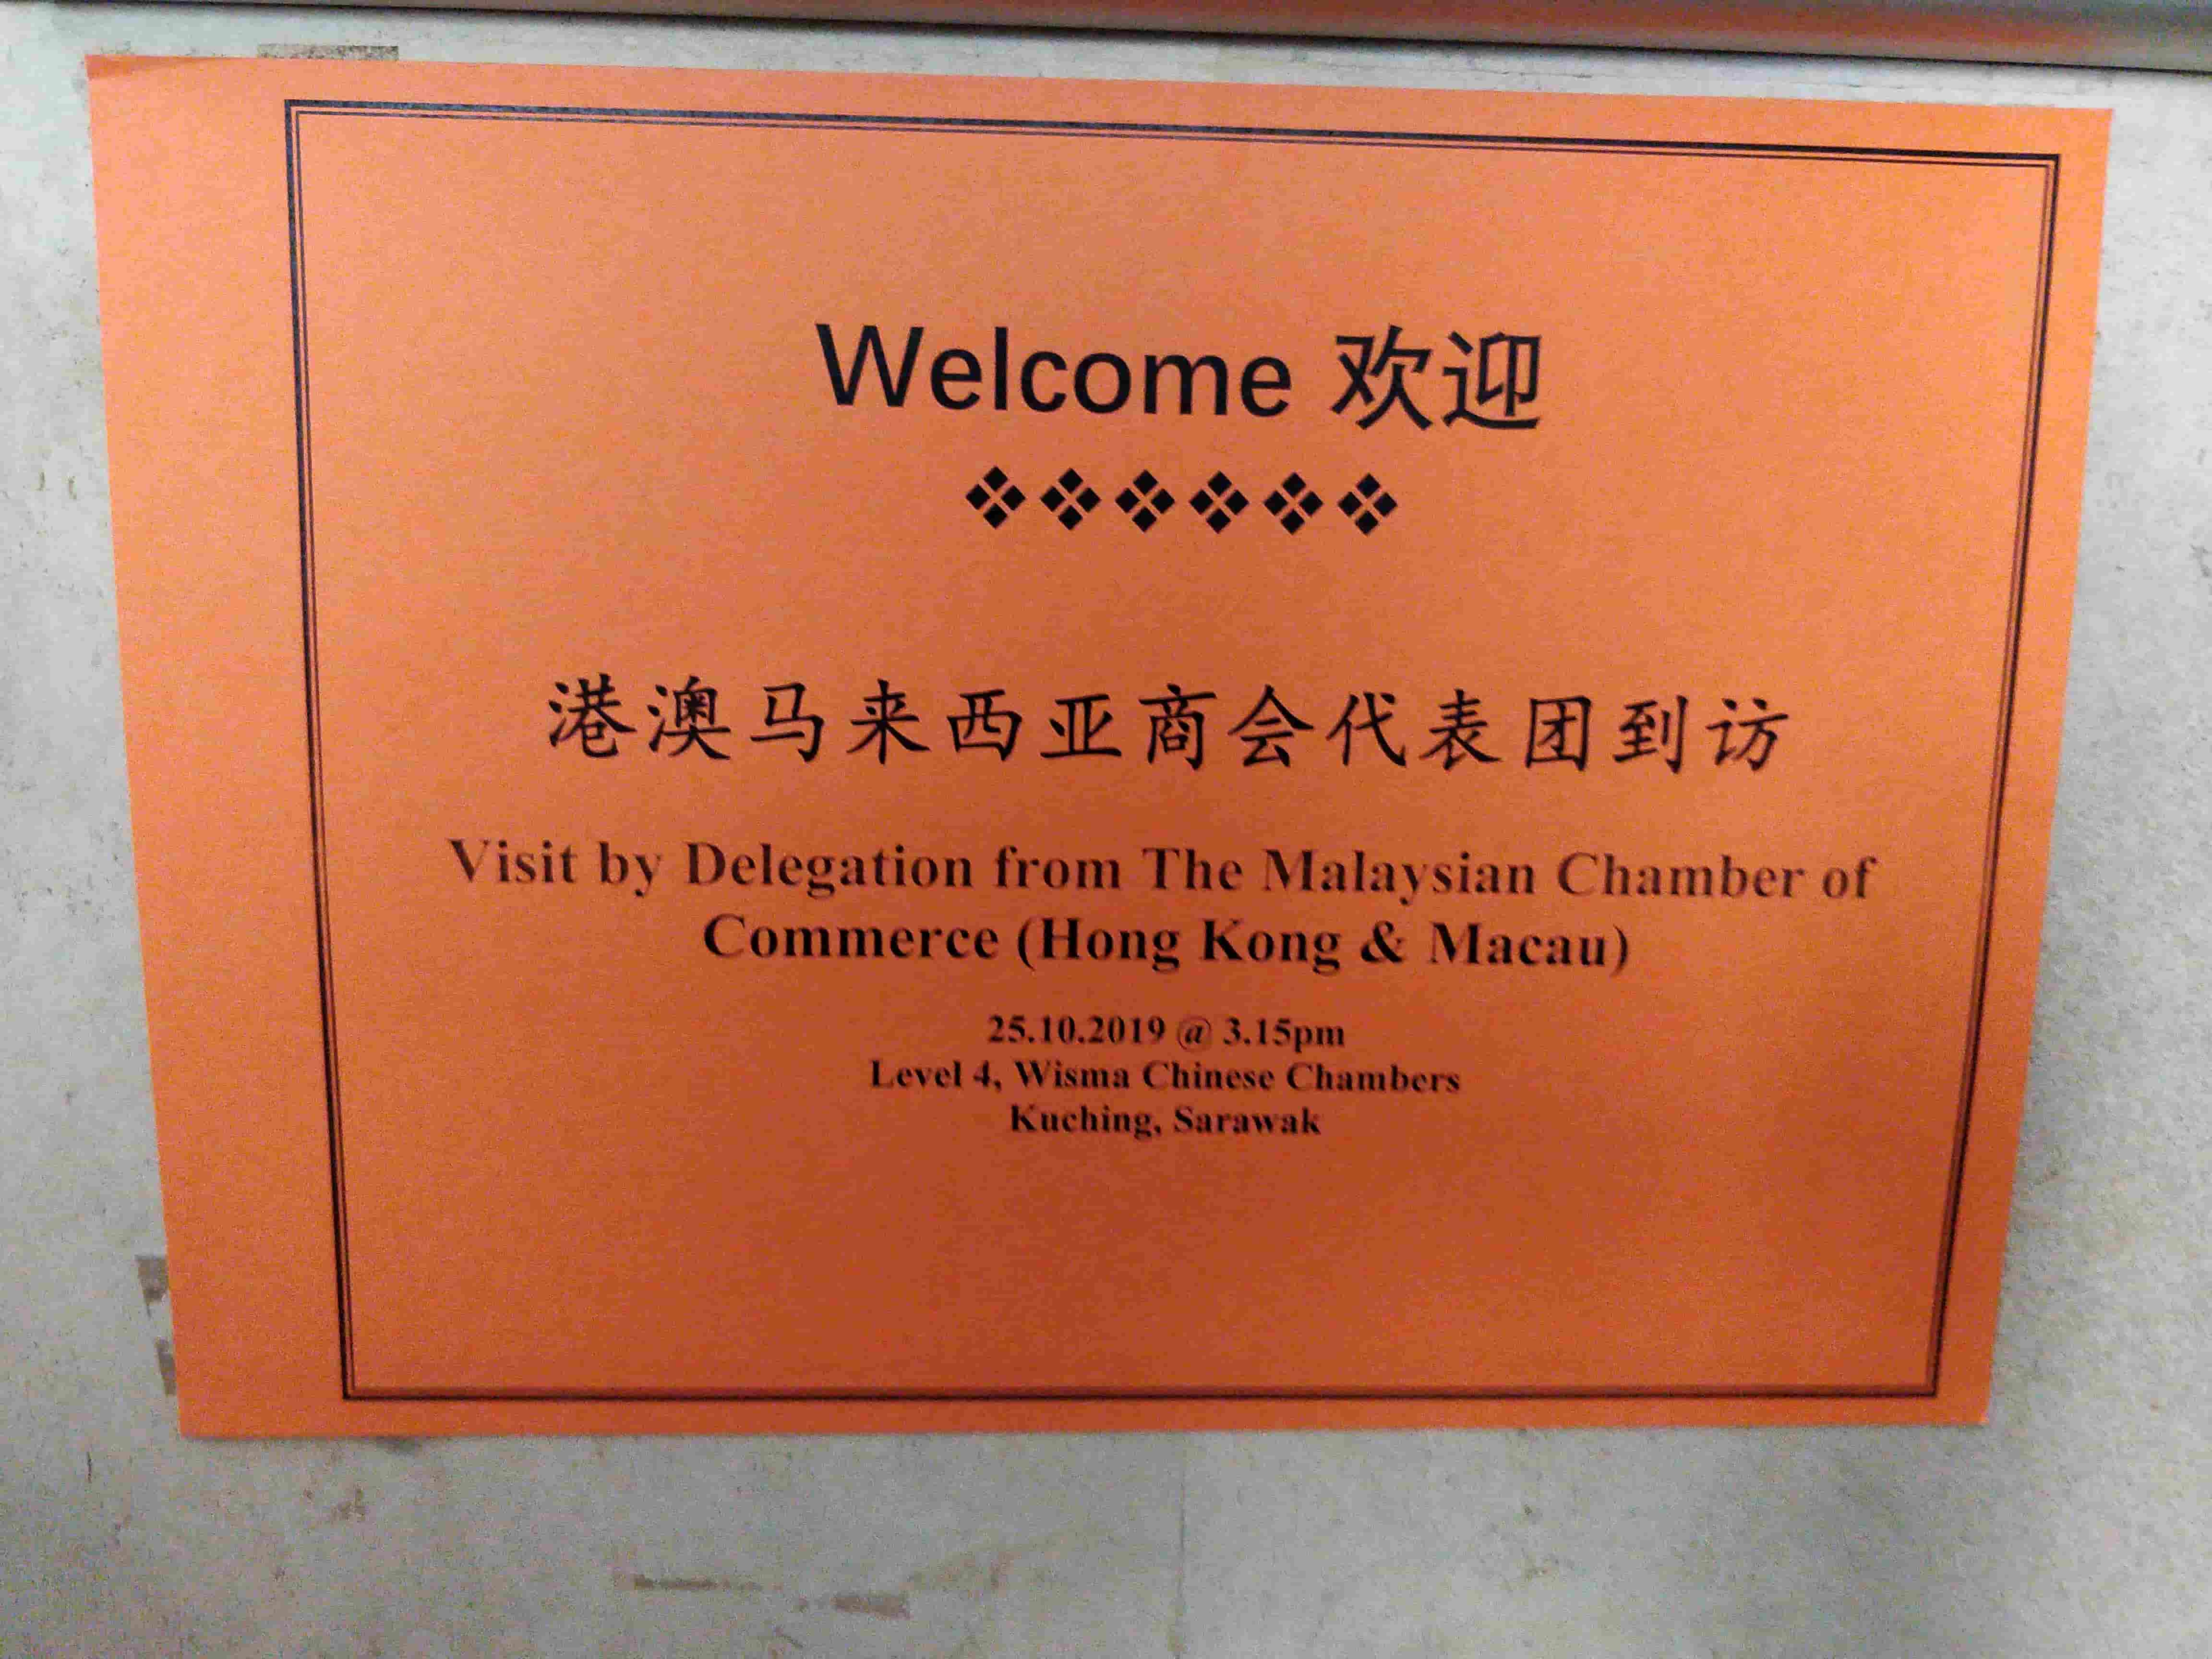 Welcome 欢迎
❖❖❖❖❖❖
港澳马来西亚商会代表团到访
Visit by Delegation from The Malaysian Chamber of
Commerce (Hong Kong & Macau)
25.10.2019 @ 3.15pm
Level 4, Wisma Chinese Chambers
Kuching, Sarawak